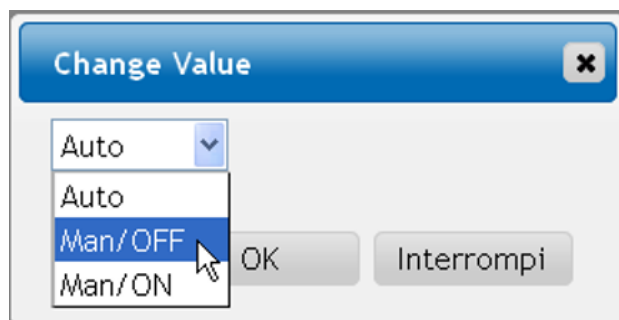 Change Value
Auto
Auto
Man/OFF
Man/ON
OK
Interrompi